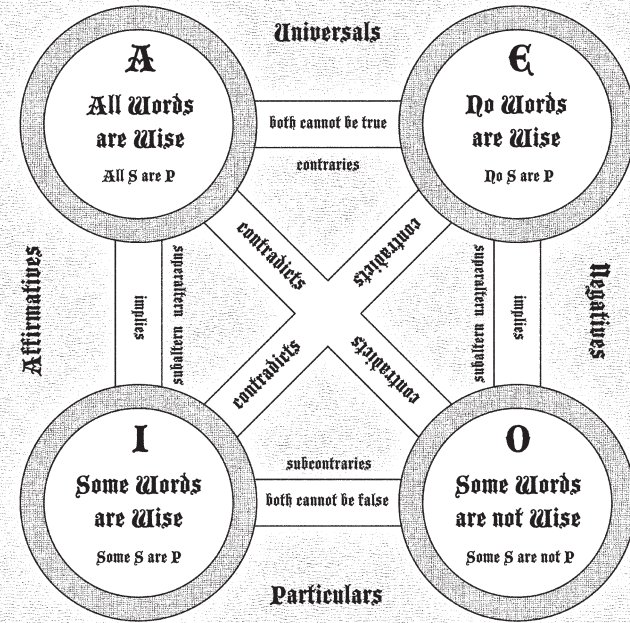 Universals
A
All Words
are Wise
All S are P
E
No Words
are Wise
No S are P
both cannot be true
contraries
contradicts
contradicts
Affirmatives
implies
superaltern
subaltern
superaltern
subaltern
implies
Negatives
contradicts
contradicts
I
Some Words
are Wise
Some S are P
subcontraries
both cannot be false
O
Some Words
are not Wise
Some S are not P
Particulars